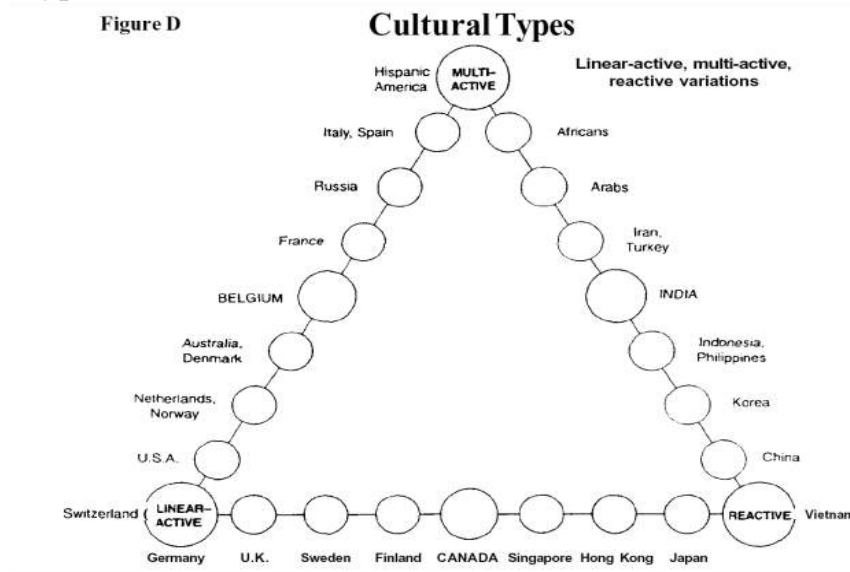 Figure D
Cultural Types
Linear-active, multi-active,
reactive variations
Hispanic
America
MULTI-
ACTIVE
Italy, Spain
Africans
Russia
Arabs
France
Iran,
Turkey
BELGIUM
INDIA
Australia,
Denmark
Indonesia,
Philippines
Netherlands,
Norway
Korea
U.S.A.
China
Switzerland
LINEAR-
ACTIVE
REACTIVE
Vietnam
Germany
U.K.
Sweden
Finland
CANADA
Singapore
Hong Kong
Japan